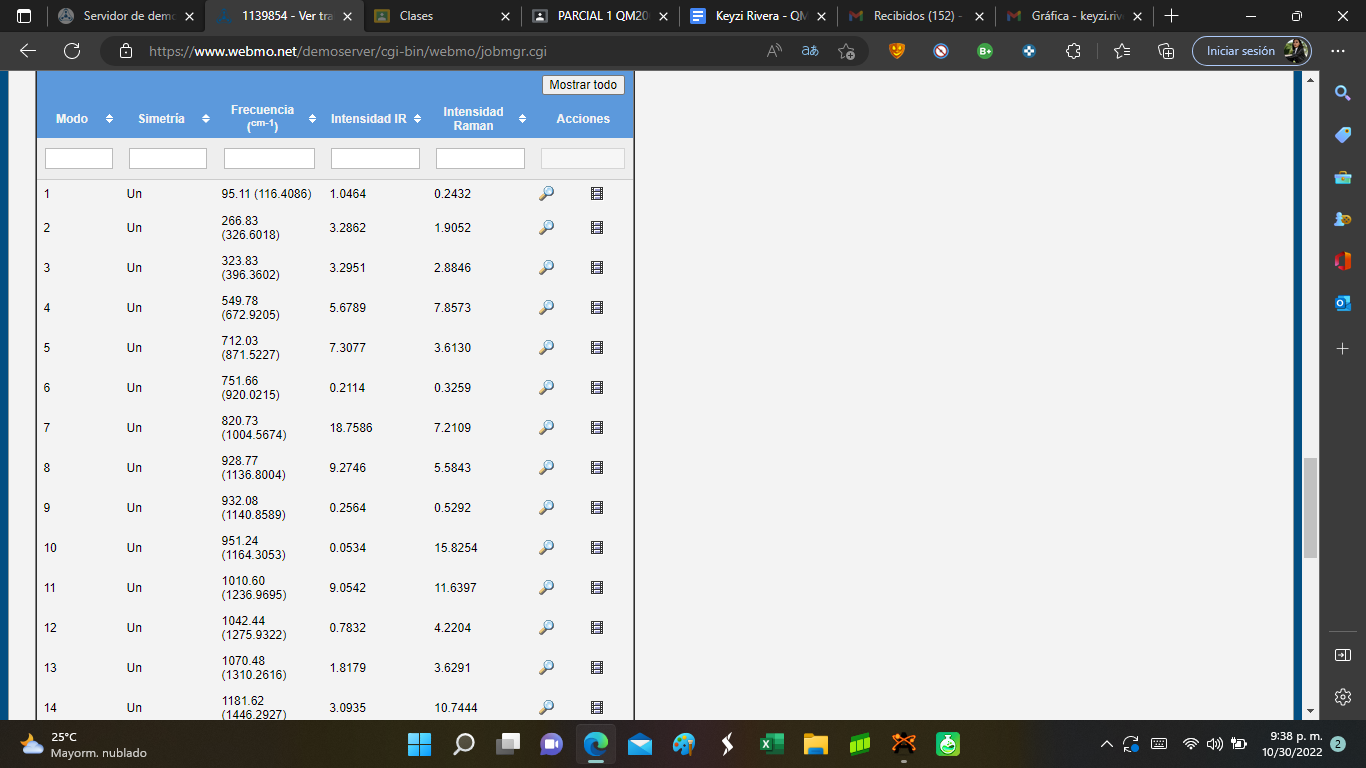 Servidor de demo
1139854 - Ver tra
Clases
PARCIAL 1 QM20
Keyzi Rivera - QM
Recibidos (152) -
Gráfica - keyzi.riv
https://www.webmo.net/demoserver/cgi-bin/webmo/jobmgr.cgi
Iniciar sesión
Mostrar todo
Modo Simetría Frecuencia (cm-1) Intensidad IR Intensidad Raman Acciones
1 Un 95.11 (116.4086) 1.0464 0.2432
2 Un 266.83 (326.6018) 3.2862 1.9052
3 Un 323.83 (396.3602) 3.2951 2.8846
4 Un 549.78 (672.9205) 5.6789 7.8573
5 Un 712.03 (871.5227) 7.3077 3.6130
6 Un 751.66 (920.0215) 0.2114 0.3259
7 Un 820.73 (1004.5674) 18.7586 7.2109
8 Un 928.77 (1136.8004) 9.2746 5.5843
9 Un 932.08 (1140.8589) 0.2564 0.5292
10 Un 951.24 (1164.3053) 0.0534 15.8254
11 Un 1010.60 (1236.9695) 9.0542 11.6397
12 Un 1042.44 (1275.9322) 0.7832 4.2204
13 Un 1070.48 (1310.2616) 1.8179 3.6291
14 Un 1181.62 (1446.2927) 3.0935 10.7444
25°C
Mayorm. nublado
9:38 p. m.
10/30/2022
2